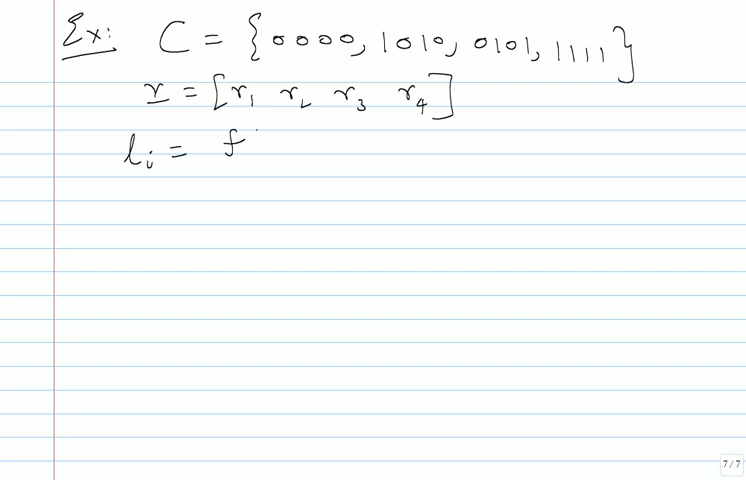 Ex: C = {0000, 1010, 0101, 1111}
r = [r₁ r₂ r₃ r₄]
lᵢ = f
7/7